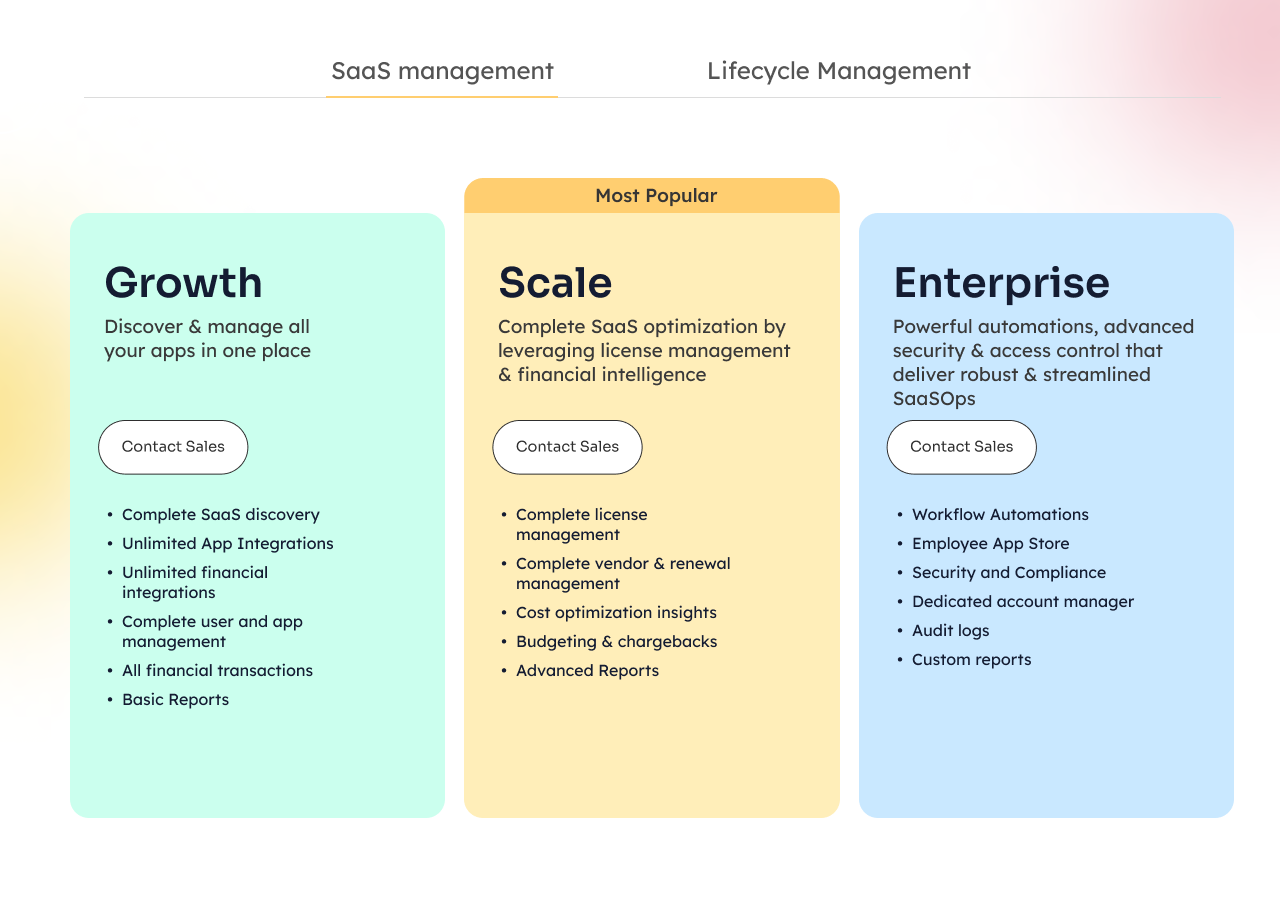 SaaS management
Lifecycle Management
Growth
Discover & manage all
your apps in one place
Contact Sales
• Complete SaaS discovery
• Unlimited App Integrations
• Unlimited financial
integrations
• Complete user and app
management
• All financial transactions
• Basic Reports
Most Popular
Scale
Complete SaaS optimization by
leveraging license management
& financial intelligence
Contact Sales
• Complete license
management
• Complete vendor & renewal
management
• Cost optimization insights
• Budgeting & chargebacks
• Advanced Reports
Enterprise
Powerful automations, advanced
security & access control that
deliver robust & streamlined
SaaSOps
Contact Sales
• Workflow Automations
• Employee App Store
• Security and Compliance
• Dedicated account manager
• Audit logs
• Custom reports